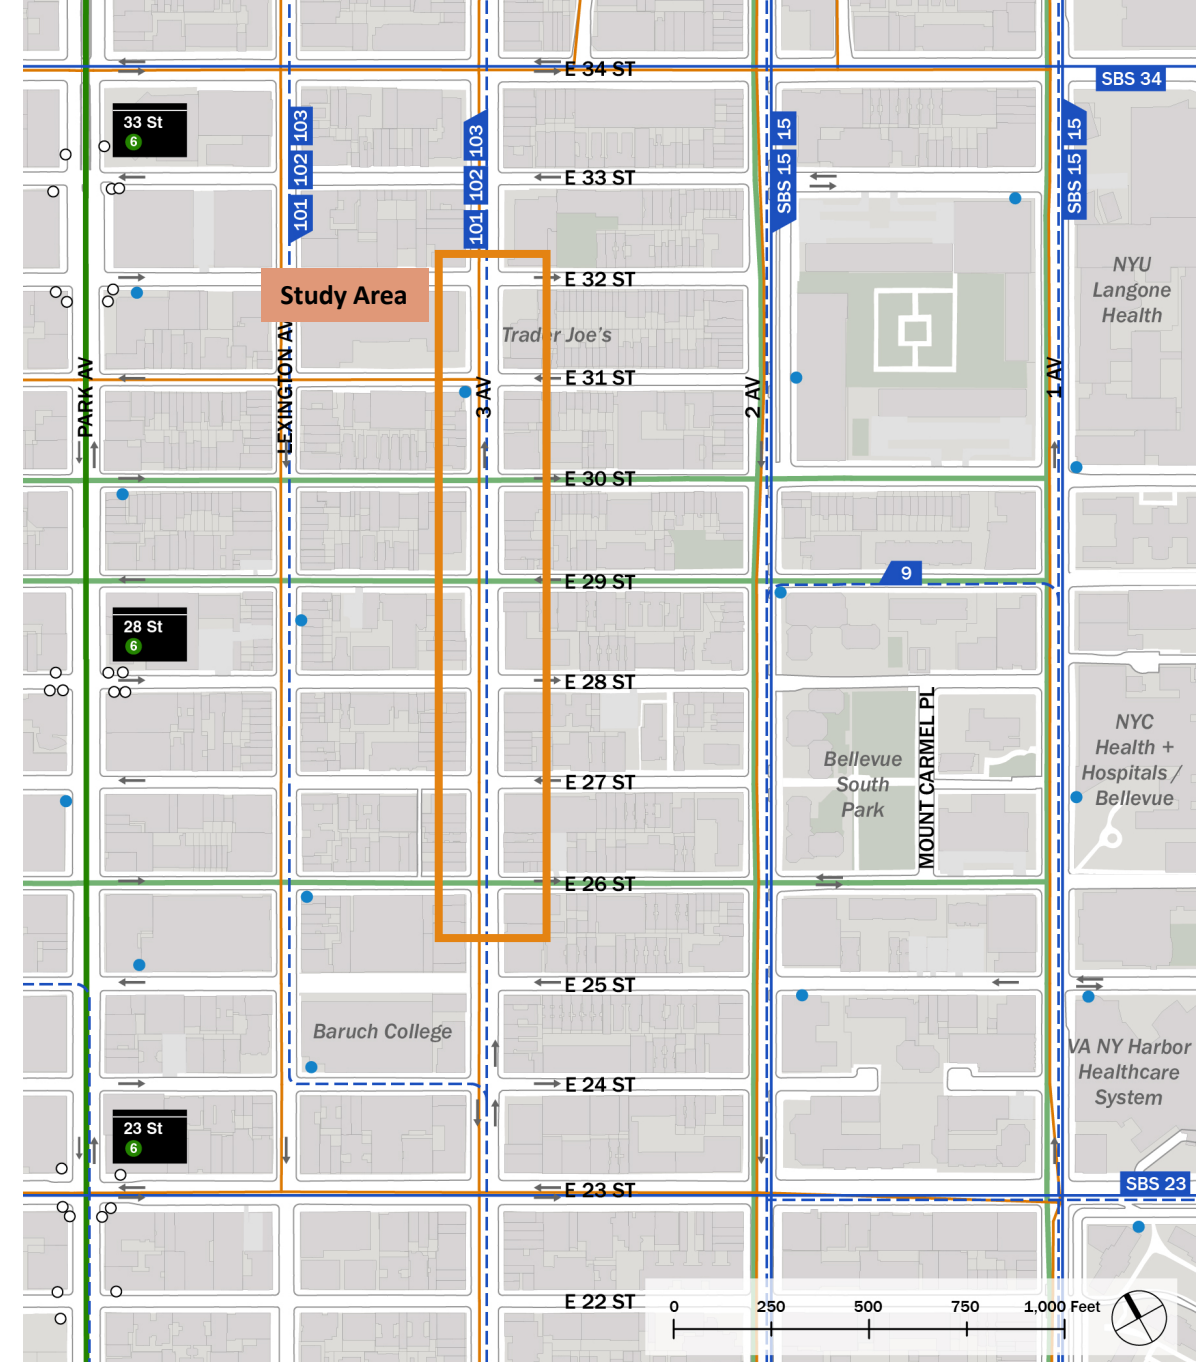 E 34 ST
SBS 34
33 St
6
101 102 103
101 102 103
SBS 15 15
SBS 15 15
E 33 ST
NYU
Langone
Health
E 32 ST
Study Area
Trader Joe's
PARK AV
LEXINGTON AV
3 AV
2 AV
1 AV
E 31 ST
E 30 ST
9
E 29 ST
28 St
6
E 28 ST
MOUNT CARMEL PL
NYC
Health +
Hospitals /
Bellevue
Bellevue
South
Park
E 27 ST
E 26 ST
E 25 ST
Baruch College
VA NY Harbor
Healthcare
System
E 24 ST
23 St
6
E 23 ST
SBS 23
E 22 ST
0 250 500 750 1,000 Feet